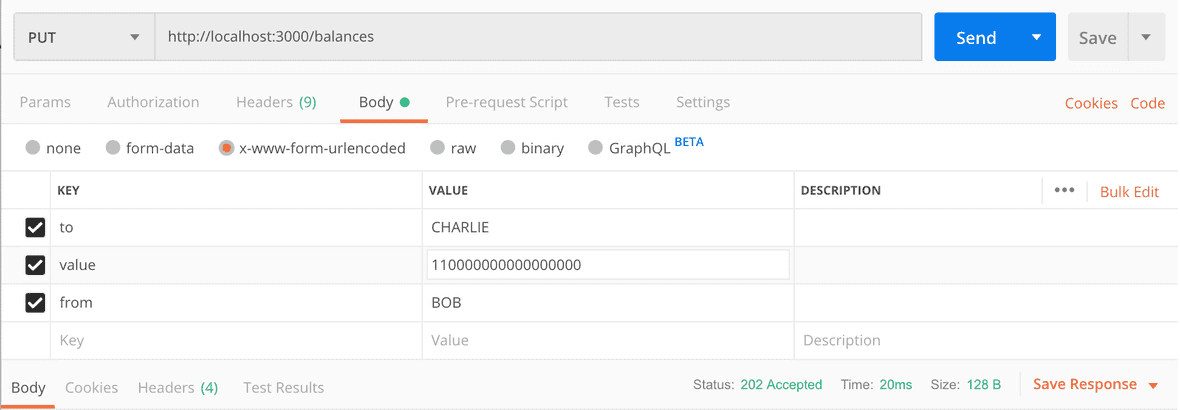 PUT http://localhost:3000/balances Send Save
Params Authorization Headers (9) Body Pre-request Script Tests Settings Cookies Code
none form-data x-www-form-urlencoded raw binary GraphQL BETA
KEY VALUE DESCRIPTION ••• Bulk Edit
to CHARLIE
value 110000000000000000
from BOB
Key Value Description
Body Cookies Headers (4) Test Results Status: 202 Accepted Time: 20ms Size: 128 B Save Response